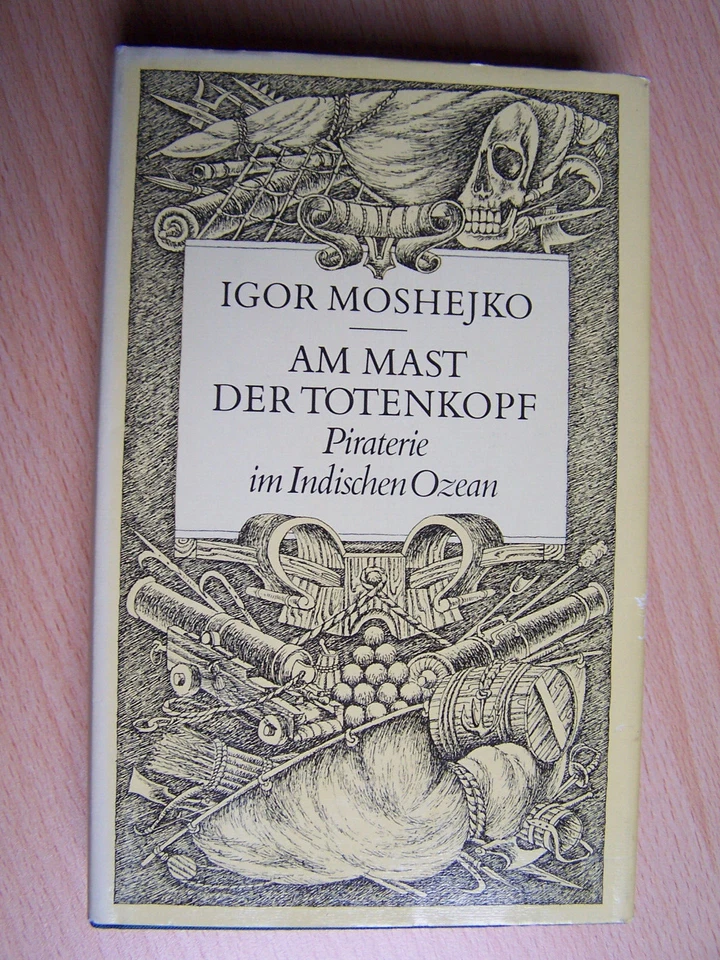 IGOR MOSHEJKO
AM MAST
DER TOTENKOPF
Piraterie
im Indischen Ozean